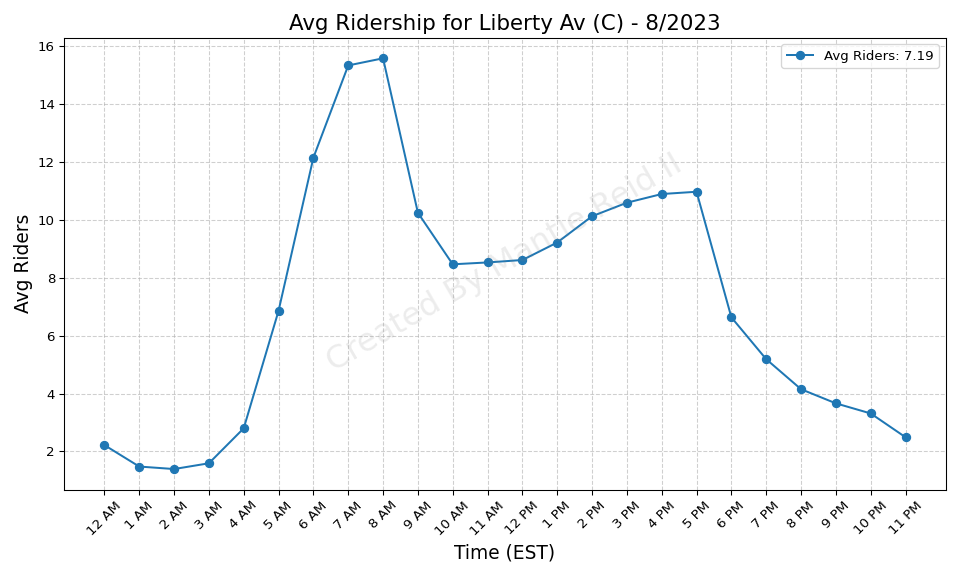 Avg Ridership for Liberty Av (C) - 8/2023
Avg Riders: 7.19
Avg Riders
16
14
12
10
8
6
4
2
Created By Mantle Reid II
12 AM
1 AM
2 AM
3 AM
4 AM
5 AM
6 AM
7 AM
8 AM
9 AM
10 AM
11 AM
12 PM
1 PM
2 PM
3 PM
4 PM
5 PM
6 PM
7 PM
8 PM
9 PM
10 PM
11 PM
Time (EST)